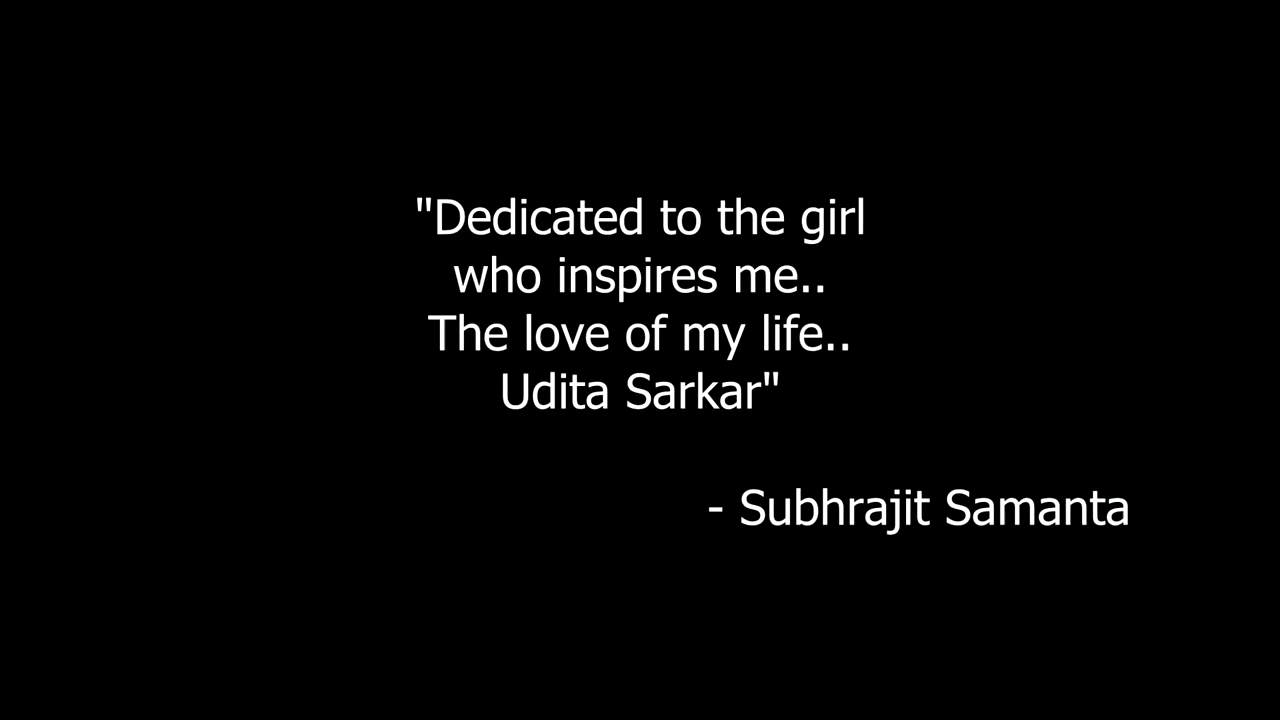 "Dedicated to the girl
who inspires me..
The love of my life..
Udita Sarkar"
- Subhrajit Samanta